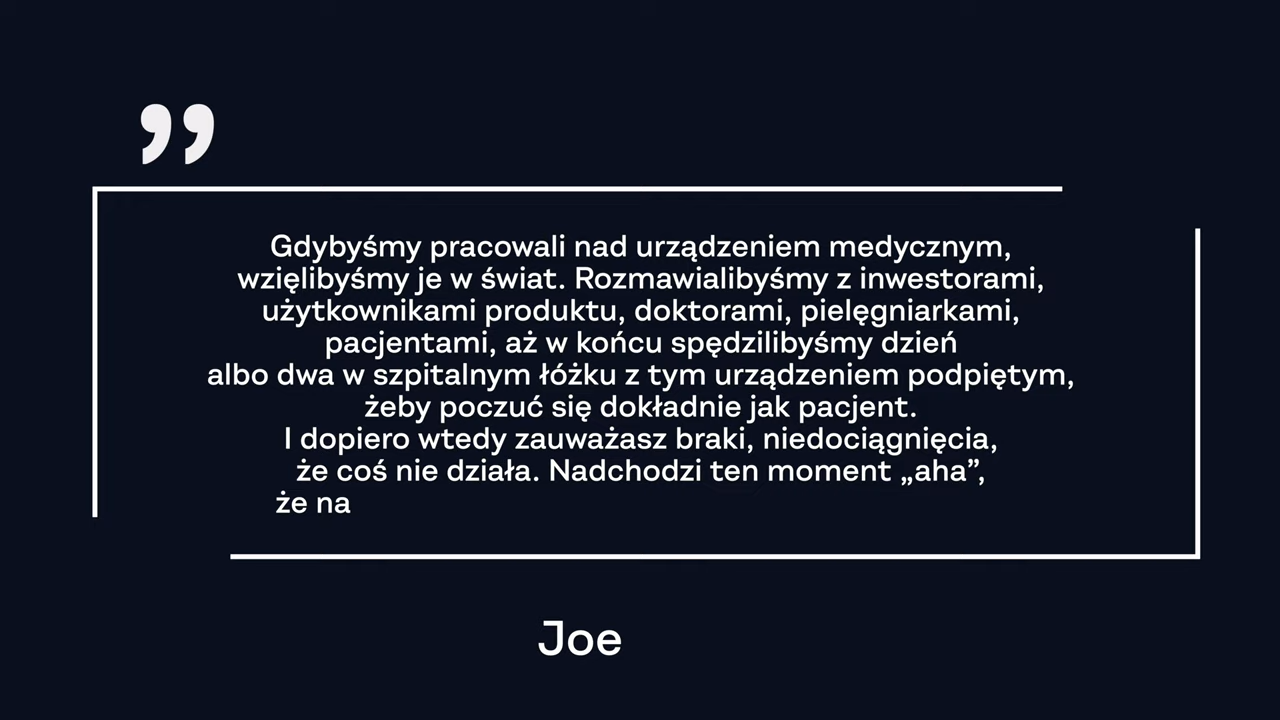 ”
Gdybyśmy pracowali nad urządzeniem medycznym,
wzięlibyśmy je w świat. Rozmawialibyśmy z inwestorami,
użytkownikami produktu, doktorami, pielęgniarkami,
pacjentami, aż w końcu spędzilibyśmy dzień
albo dwa w szpitalnym łóżku z tym urządzeniem podpiętym,
żeby poczuć się dokładnie jak pacjent.
I dopiero wtedy zauważasz braki, niedociągnięcia,
że coś nie działa. Nadchodzi ten moment „aha”,
że na
Joe